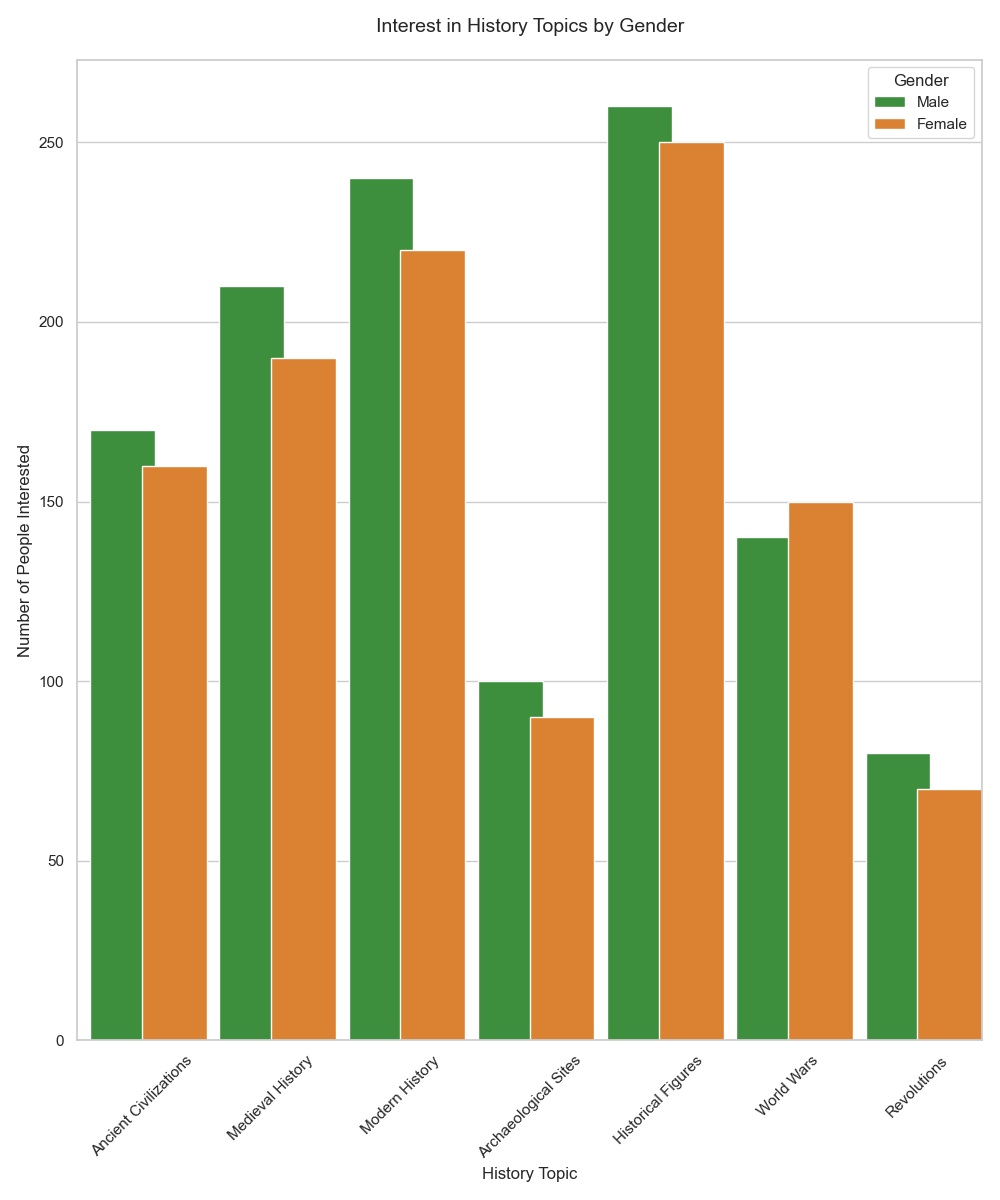 Interest in History Topics by Gender
Gender
Male
Female
250
200
150
100
50
0
Number of People Interested
Ancient Civilizations
Medieval History
Modern History
Archaeological Sites
Historical Figures
World Wars
Revolutions
History Topic